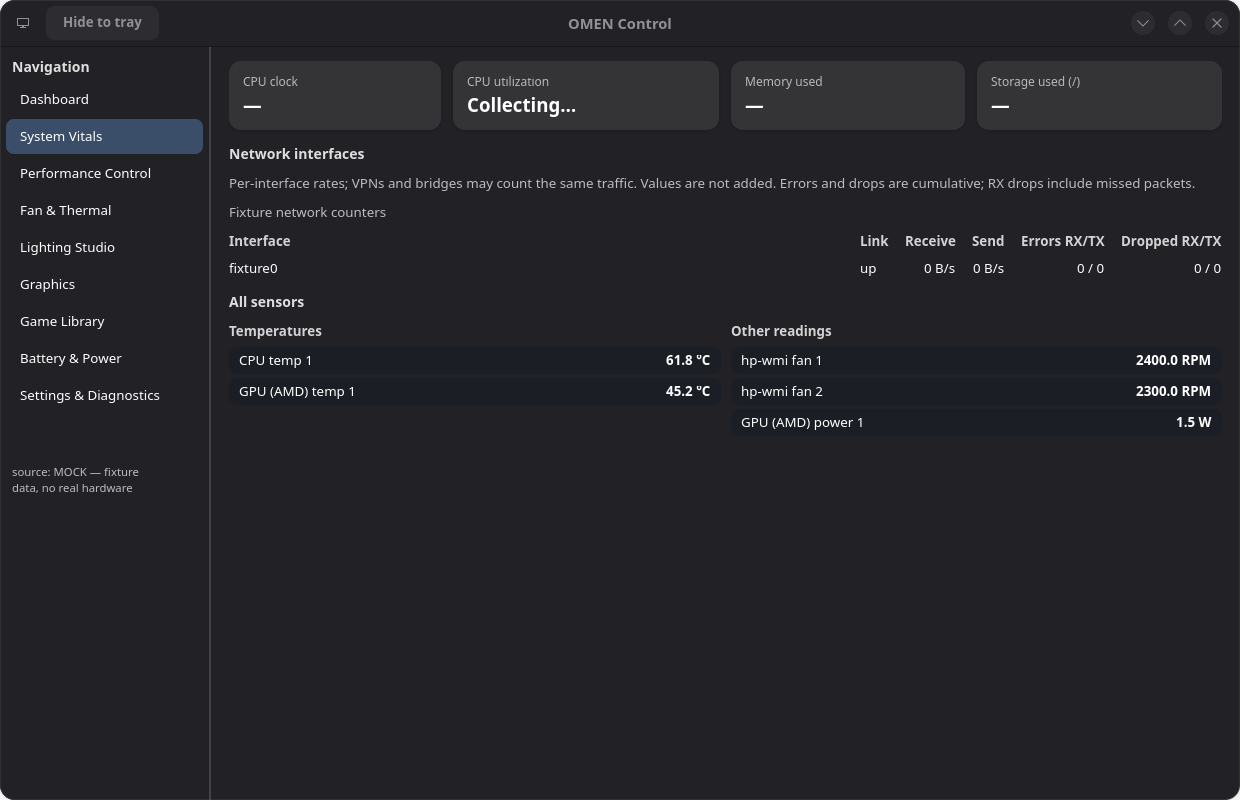 Hide to tray
OMEN Control
Navigation
Dashboard
System Vitals
Performance Control
Fan & Thermal
Lighting Studio
Graphics
Game Library
Battery & Power
Settings & Diagnostics
source: MOCK — fixture
data, no real hardware
CPU clock
—
CPU utilization
Collecting...
Memory used
—
Storage used (/)
—
Network interfaces
Per-interface rates; VPNs and bridges may count the same traffic. Values are not added. Errors and drops are cumulative; RX drops include missed packets.
Fixture network counters
Interface Link Receive Send Errors RX/TX Dropped RX/TX
fixture0 up 0 B/s 0 B/s 0 / 0 0 / 0
All sensors
Temperatures
CPU temp 1 61.8 °C
GPU (AMD) temp 1 45.2 °C
Other readings
hp-wmi fan 1 2400.0 RPM
hp-wmi fan 2 2300.0 RPM
GPU (AMD) power 1 1.5 W